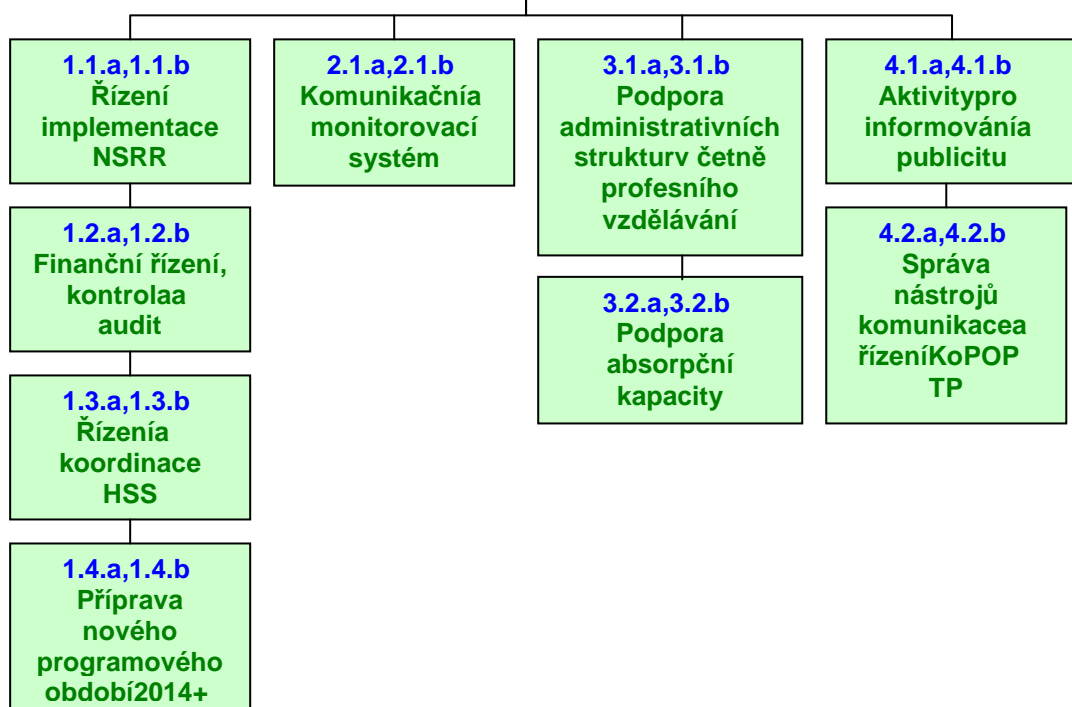 1.1.a,1.1.b
Řízení
implementace
NSRR
1.2.a,1.2.b
Finanční řízení,
kontrolaa
audit
1.3.a,1.3.b
Řízenía
koordinace
HSS
1.4.a,1.4.b
Příprava
nového
programového
období2014+
2.1.a,2.1.b
Komunikačnía
monitorovací
systém
3.1.a,3.1.b
Podpora
administrativních
strukturv četně
profesního
vzdělávání
3.2.a,3.2.b
Podpora
absorpční
kapacity
4.1.a,4.1.b
Aktivitypro
informovánía
publicitu
4.2.a,4.2.b
Správa
nástrojů
komunikacea
řízeníKoPOP
TP